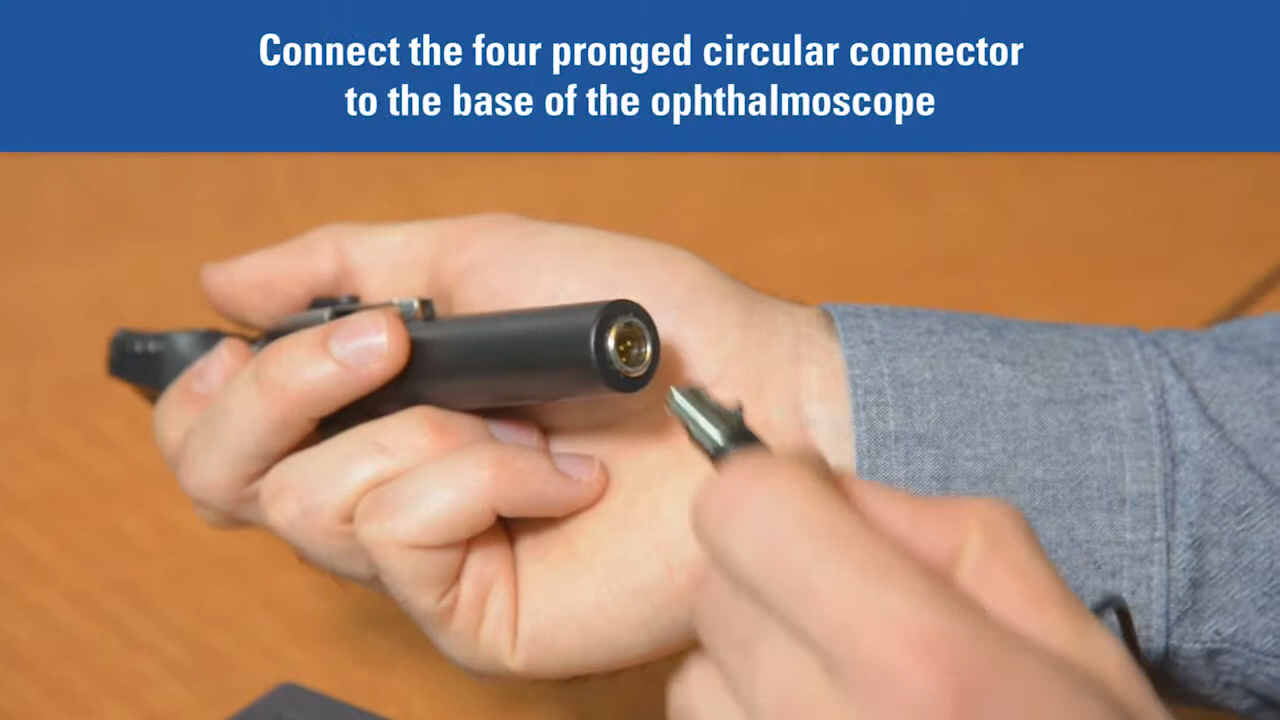 Connect the four pronged circular connector
to the base of the ophthalmoscope